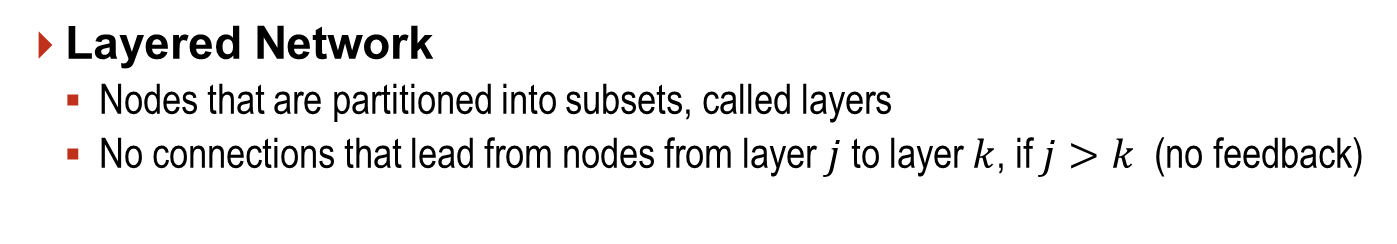 Layered Network
Nodes that are partitioned into subsets, called layers
No connections that lead from nodes from layer 𝑗 to layer 𝑘, if 𝑗 > 𝑘 (no feedback)